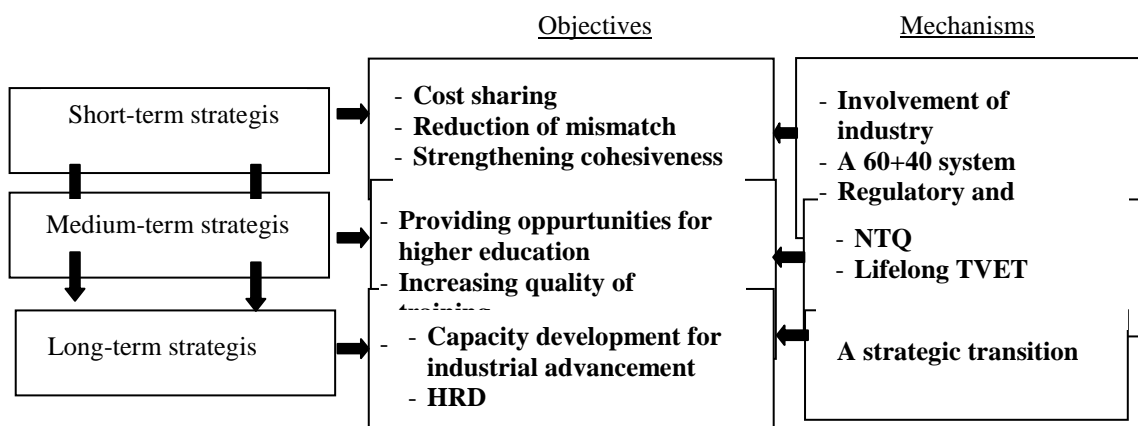 Objectives
Mechanisms
Short-term strategis
- Cost sharing
- Reduction of mismatch
- Strengthening cohesiveness
- Involvement of
industry
- A 60+40 system
- Regulatory and
Medium-term strategis
- Providing oppurtunities for
higher education
- Increasing quality of
- NTQ
- Lifelong TVET
Long-term strategis
- - Capacity development for
industrial advancement
- HRD
A strategic transition